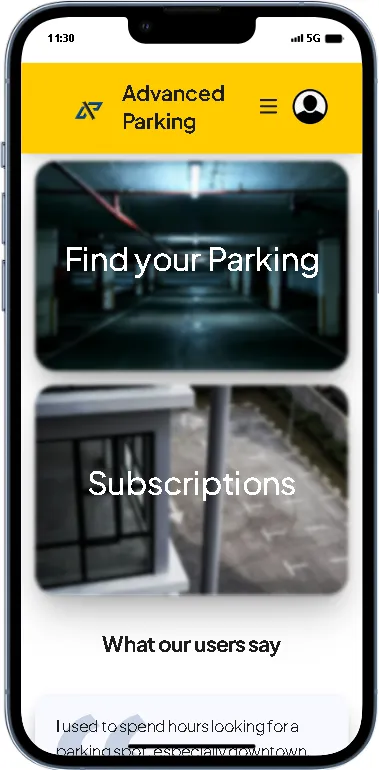 11:30
5G
AP
Advanced
Parking
Find your Parking
Subscriptions
What our users say
I used to spend hours looking for a
parking spot, especially downtown